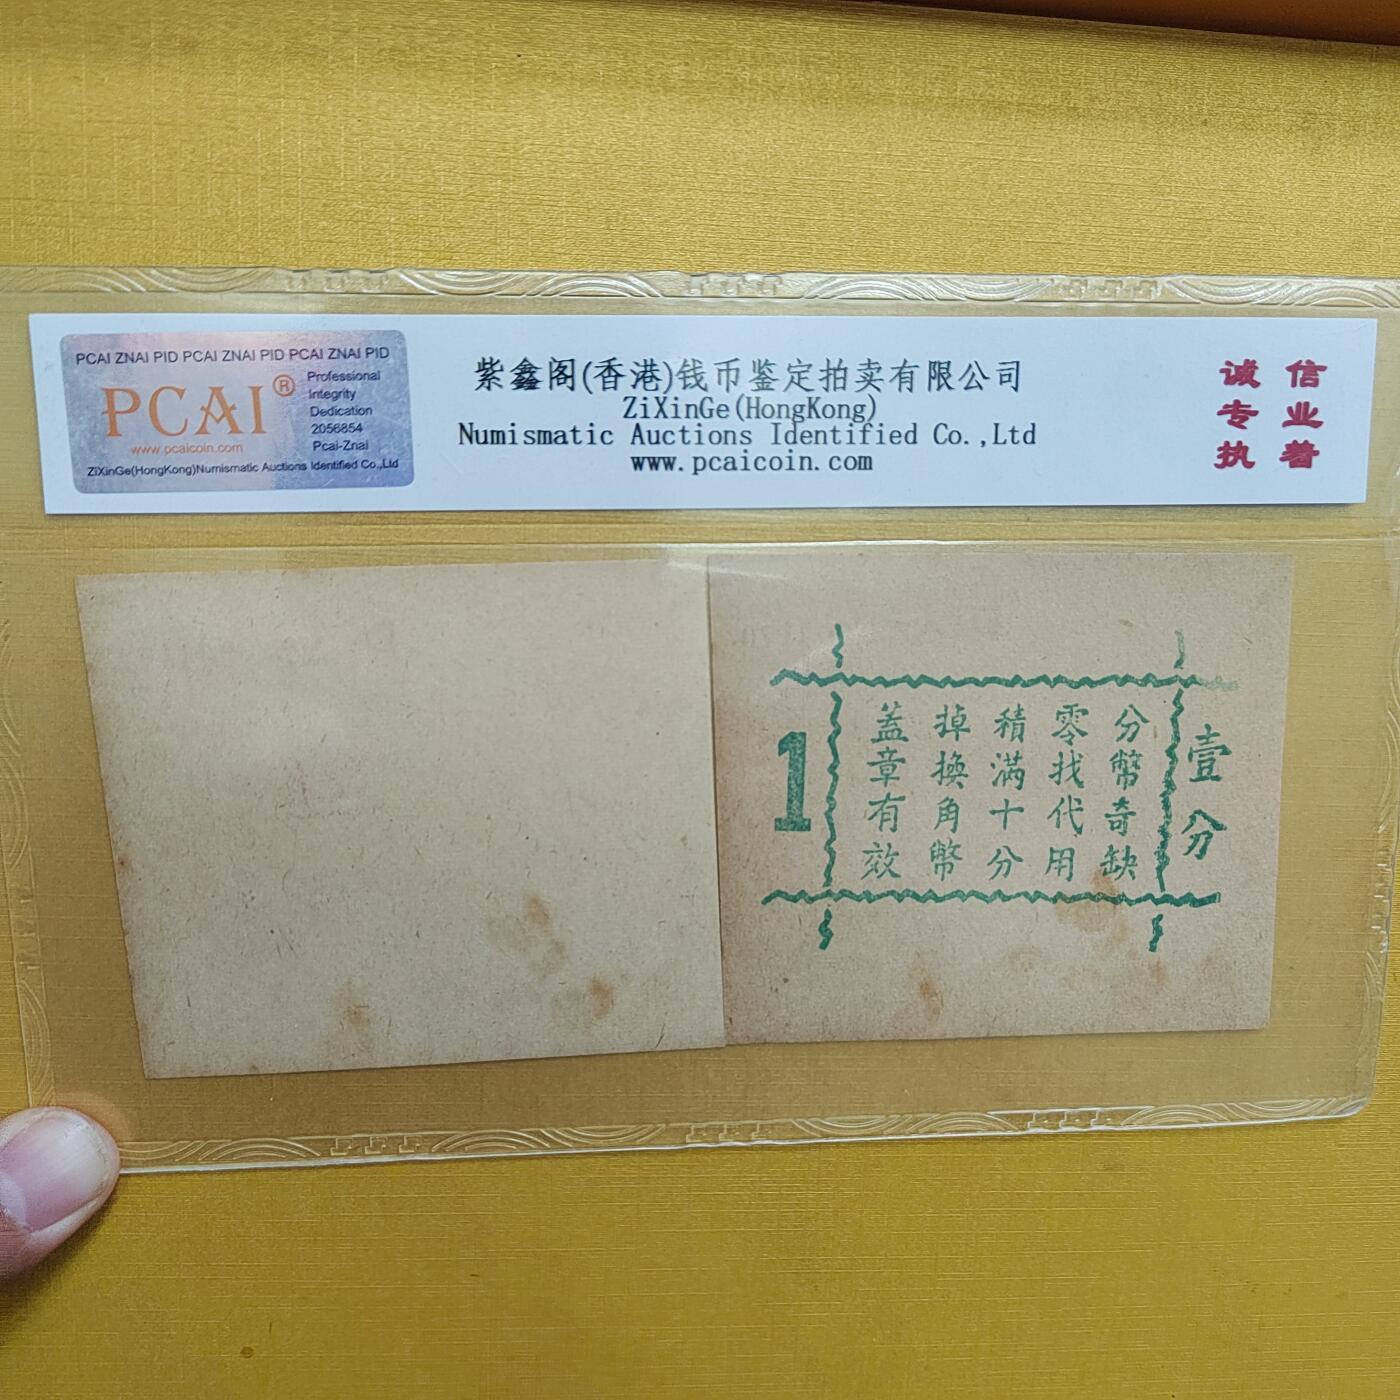 PCAI ZNAI PID PCAI ZNAI PID PCAI ZNAI PID
PCAI®
Professional
Integrity
Dedication
2056854
Pcai-Znai
www.pcaicoin.com
ZiXinGe(HongKong)Numismatic Auctions Identified Co.,Ltd
紫鑫阁(香港)钱币鉴定拍卖有限公司
ZiXinGe(HongKong)
Numismatic Auctions Identified Co.,Ltd
www.pcaicoin.com
诚信
专业
执着
壹分
分幣奇缺
零找代用
積满十分
掉換角幣
蓋章有效
1